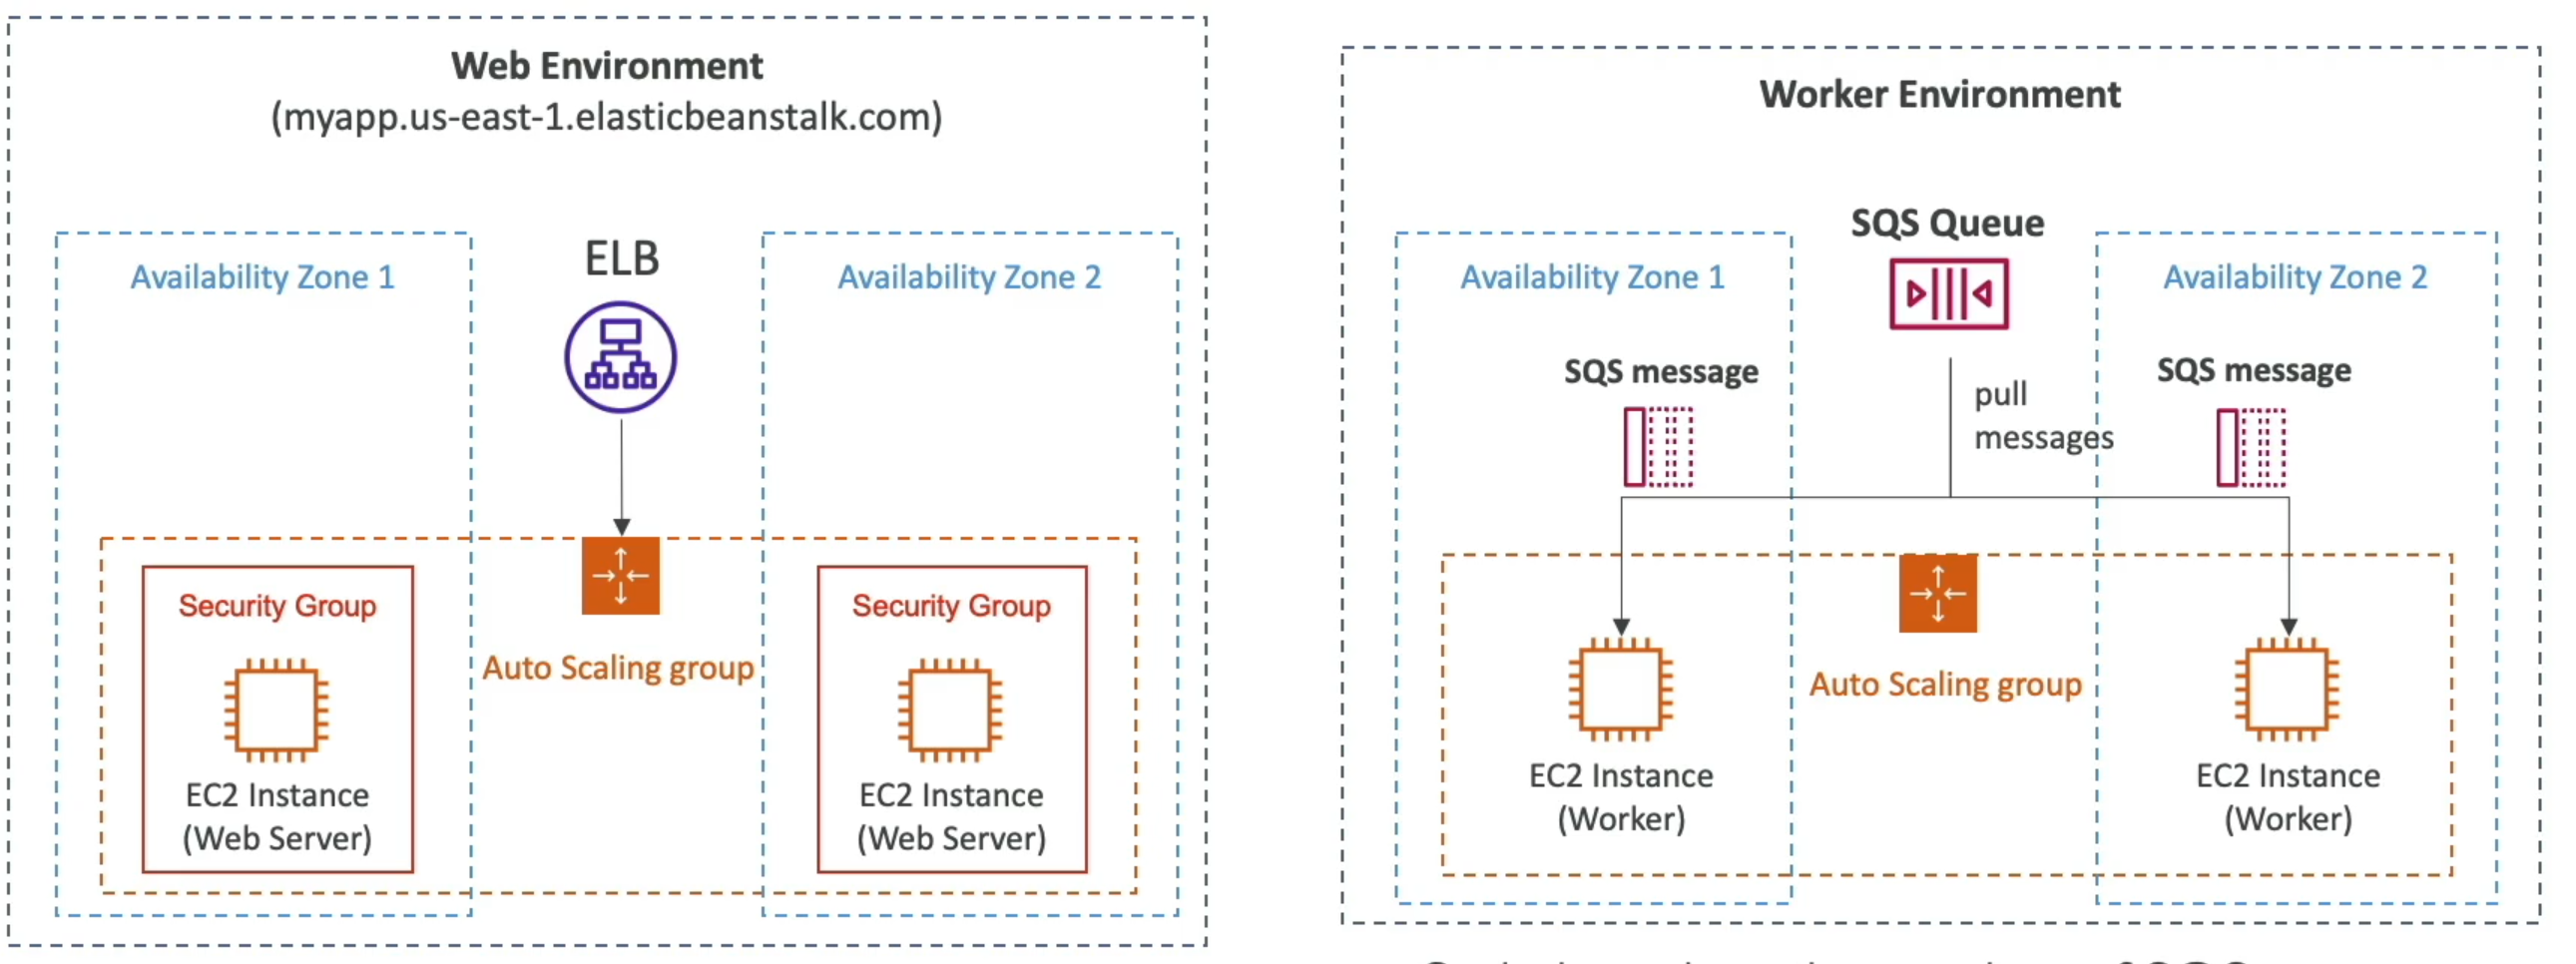 Web Environment
(myapp.us-east-1.elasticbeanstalk.com)
Availability Zone 1
ELB
Availability Zone 2
Security Group
Auto Scaling group
Security Group
EC2 Instance
(Web Server)
EC2 Instance
(Web Server)
Worker Environment
SQS Queue
Availability Zone 1
Availability Zone 2
SQS message
pull
messages
SQS message
Auto Scaling group
EC2 Instance
(Worker)
EC2 Instance
(Worker)